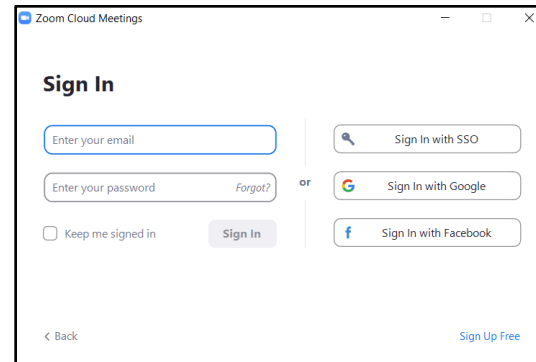 Zoom Cloud Meetings
Sign In
Enter your email
Enter your password Forgot?
Keep me signed in Sign In
or
Sign In with SSO
Sign In with Google
Sign In with Facebook
Back
Sign Up Free